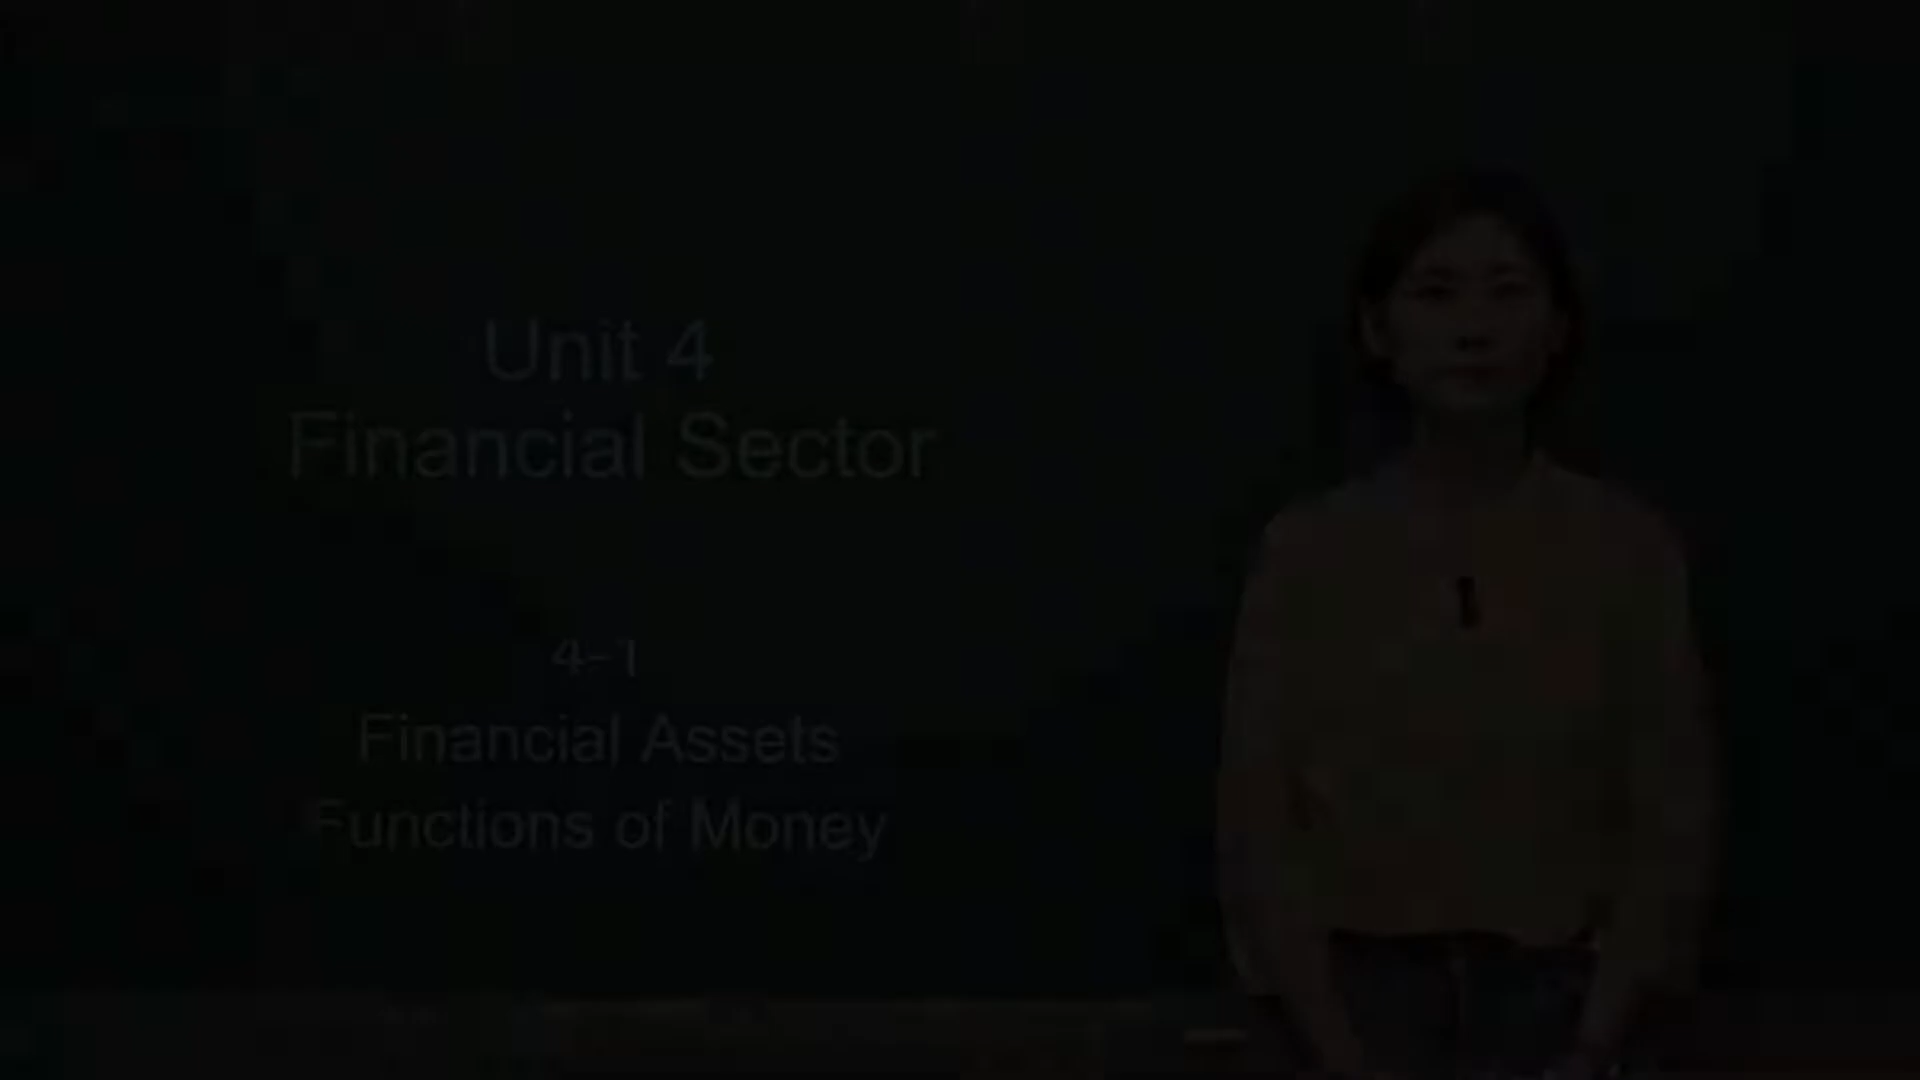 Unit 4
Financial Sector
4-1
Financial Assets
Functions of Money